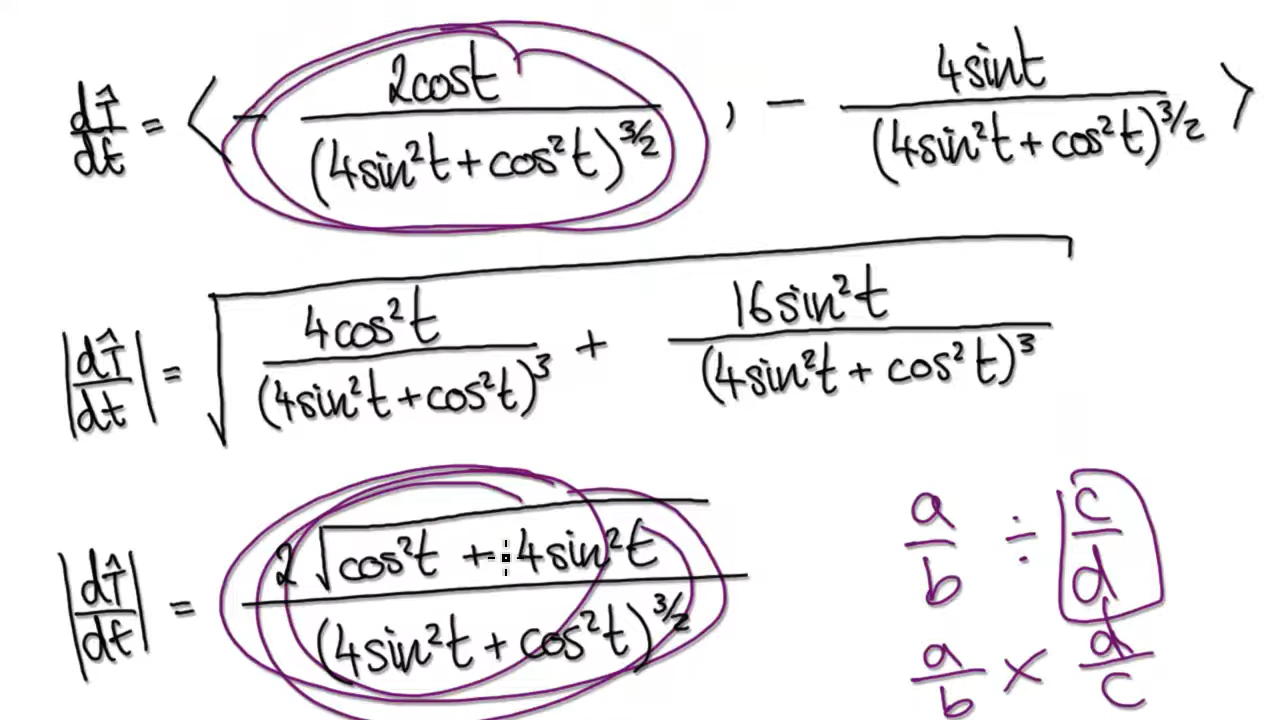 dT̂/dt = ⟨ − 2cost/(4sin²t + cos²t)^(3/2) , − 4sint/(4sin²t + cos²t)^(3/2) ⟩
|dT̂/dt| = √( 4cos²t/(4sin²t + cos²t)³ + 16sin²t/(4sin²t + cos²t)³ )
|dT̂/dt| = 2√(cos²t + 4sin²t)/(4sin²t + cos²t)^(3/2)
a/b ÷ c/d
a/b × d/c